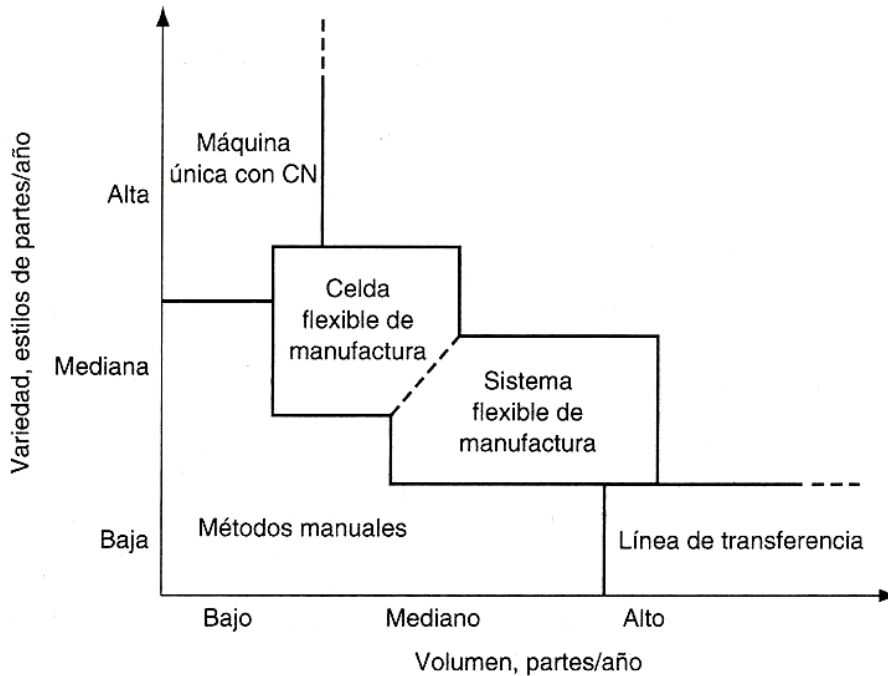 Variedad, estilos de partes/año
Alta
Mediana
Baja
Máquina
única con CN
Celda
flexible de
manufactura
Sistema
flexible de
manufactura
Métodos manuales
Línea de transferencia
Bajo
Mediano
Alto
Volumen, partes/año